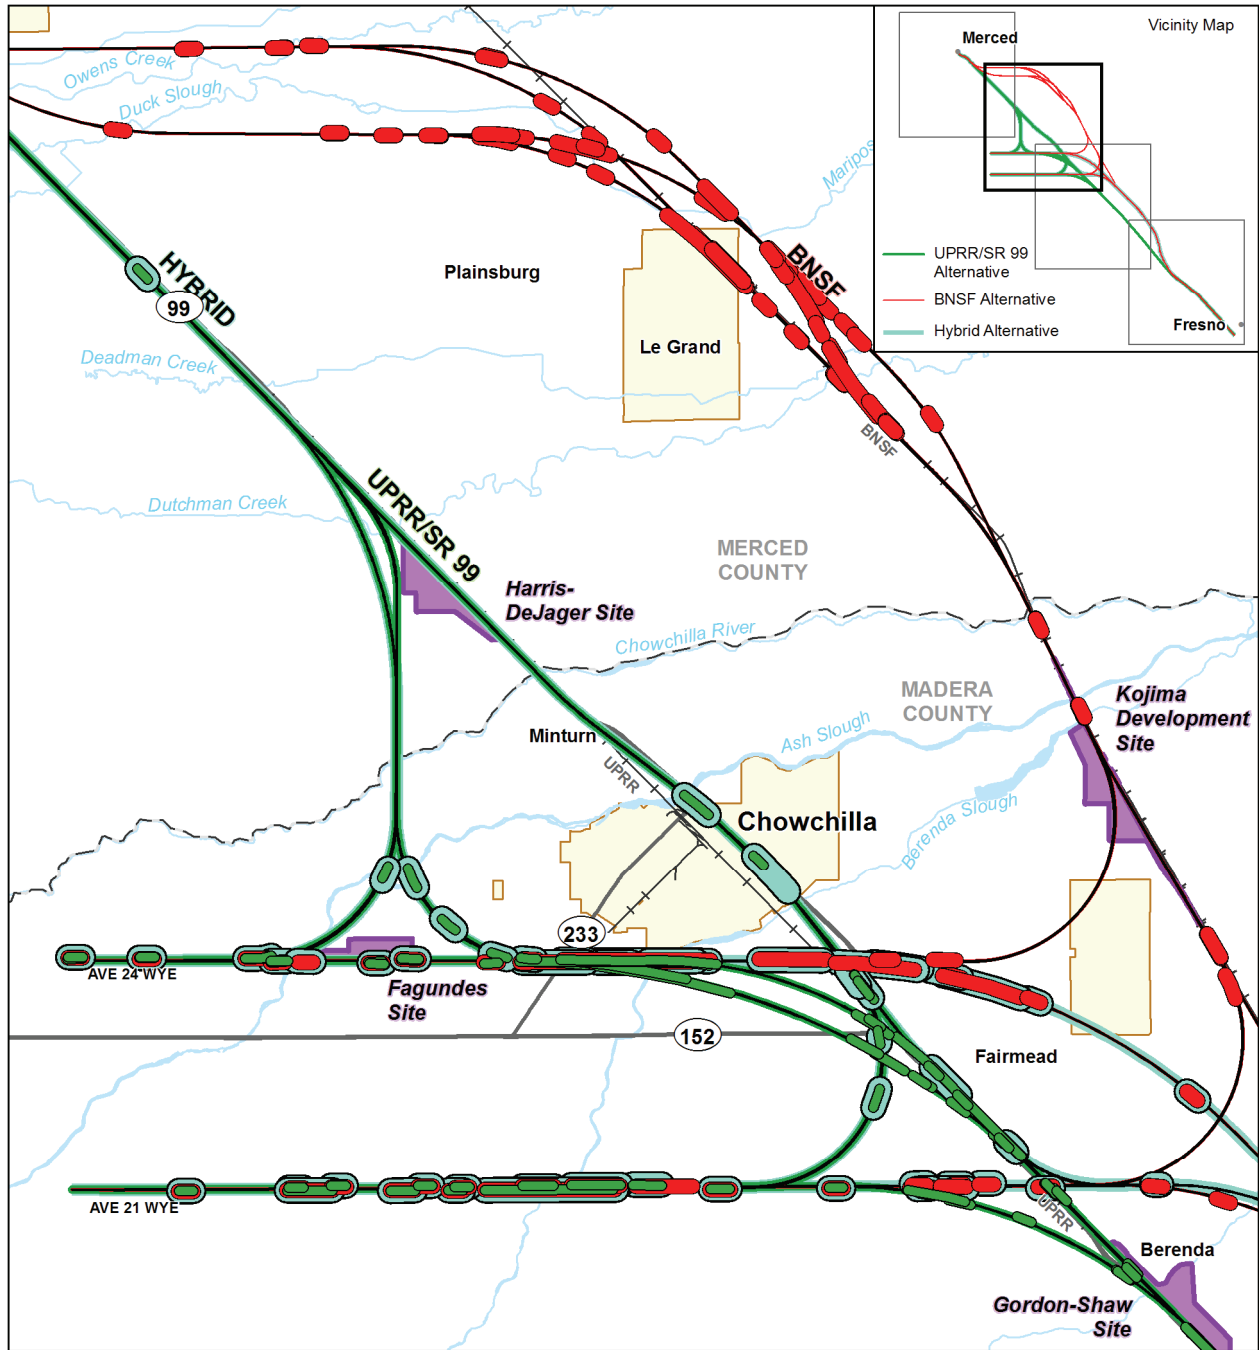 Vicinity Map
Merced
Fresno
UPRR/SR 99
Alternative
BNSF Alternative
Hybrid Alternative
Owens Creek
Duck Slough
Maripos
HYBRID
99
Plainsburg
BNSF
Le Grand
Deadman Creek
BNSF
Dutchman Creek
UPRR/SR 99
MERCED
COUNTY
Harris-
DeJager Site
Chowchilla River
MADERA
COUNTY
Kojima
Development
Site
Minturn
Ash Slough
UPRR
Chowchilla
Berenda Slough
233
AVE 24 WYE
Fagundes
Site
152
Fairmead
AVE 21 WYE
UPRR
Berenda
Gordon-Shaw
Site